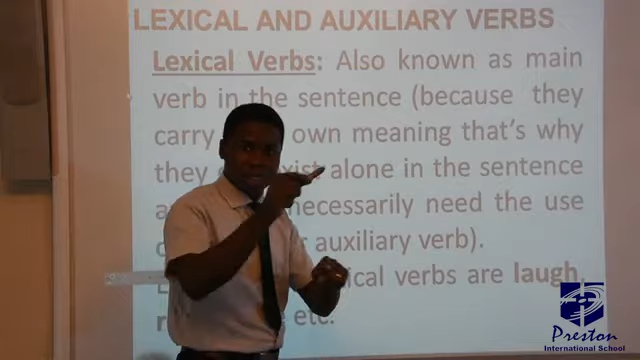 LEXICAL AND AUXILIARY VERBS
Lexical Verbs: Also known as main
verb in the sentence (because they
carry own meaning that's why
they exist alone in the sentence
necessarily need the use
auxiliary verb).
verbs are laugh,
etc.
Preston
International School